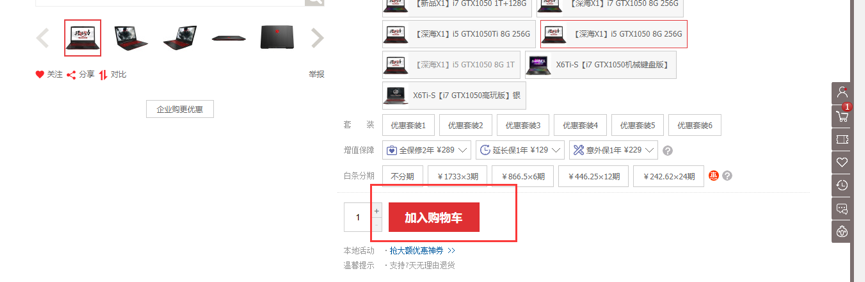 【新品X1】i7 GTX1050 1T+128G 【深海X1】i7 GTX1050 8G 256G
【深海X1】i5 GTX1050Ti 8G 256G 【深海X1】i5 GTX1050 8G 256G
【深海X1】i5 GTX1050 8G 1T X6Ti-S【i7 GTX1050机械键盘版】
X6Ti-S【i7 GTX1050高玩版】银
关注 分享 对比 举报
企业购更优惠
套 装 优惠套装1 优惠套装2 优惠套装3 优惠套装4 优惠套装5 优惠套装6
增值保障 全保修2年 ¥289 延长保1年 ¥129 意外保1年 ¥229 ?
白条分期 不分期 ¥1733×3期 ¥866.5×6期 ¥446.25×12期 ¥242.62×24期 惠 ?
1 + 加入购物车
本地活动 · 抢大额优惠神券 >>
温馨提示 · 支持7天无理由退货
1